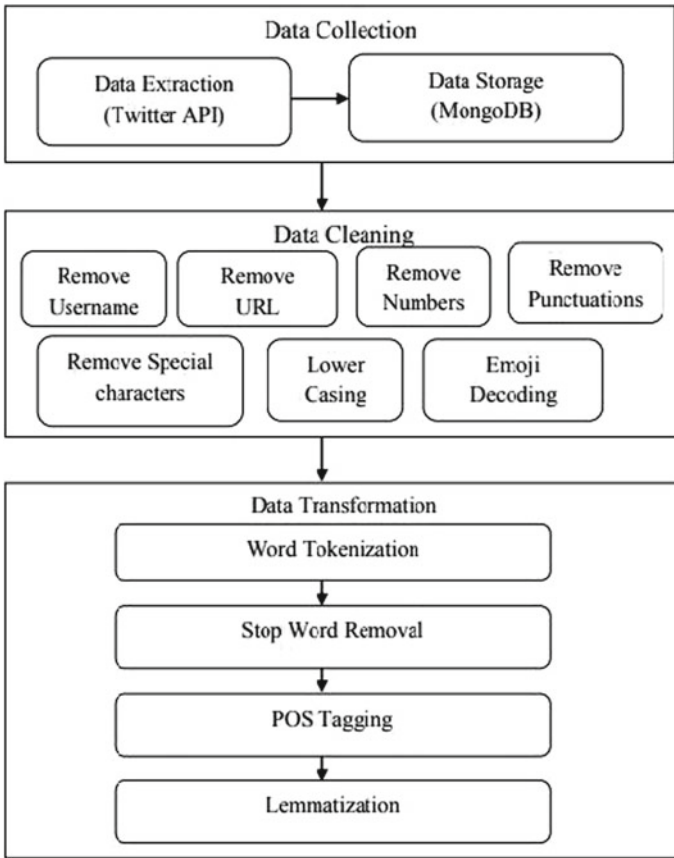 Data Collection
Data Extraction
(Twitter API)
Data Storage
(MongoDB)
Data Cleaning
Remove
Username
Remove
URL
Remove
Numbers
Remove
Punctuations
Remove Special
characters
Lower
Casing
Emoji
Decoding
Data Transformation
Word Tokenization
Stop Word Removal
POS Tagging
Lemmatization